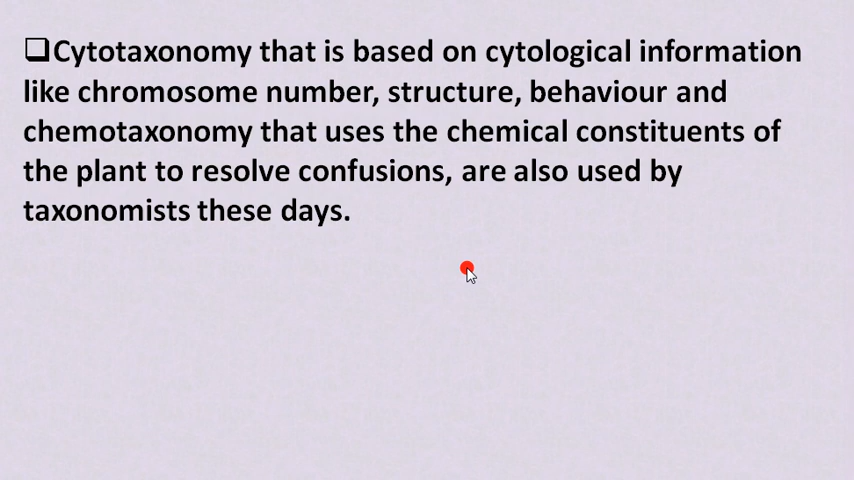 ❑Cytotaxonomy that is based on cytological information
like chromosome number, structure, behaviour and
chemotaxonomy that uses the chemical constituents of
the plant to resolve confusions, are also used by
taxonomists these days.